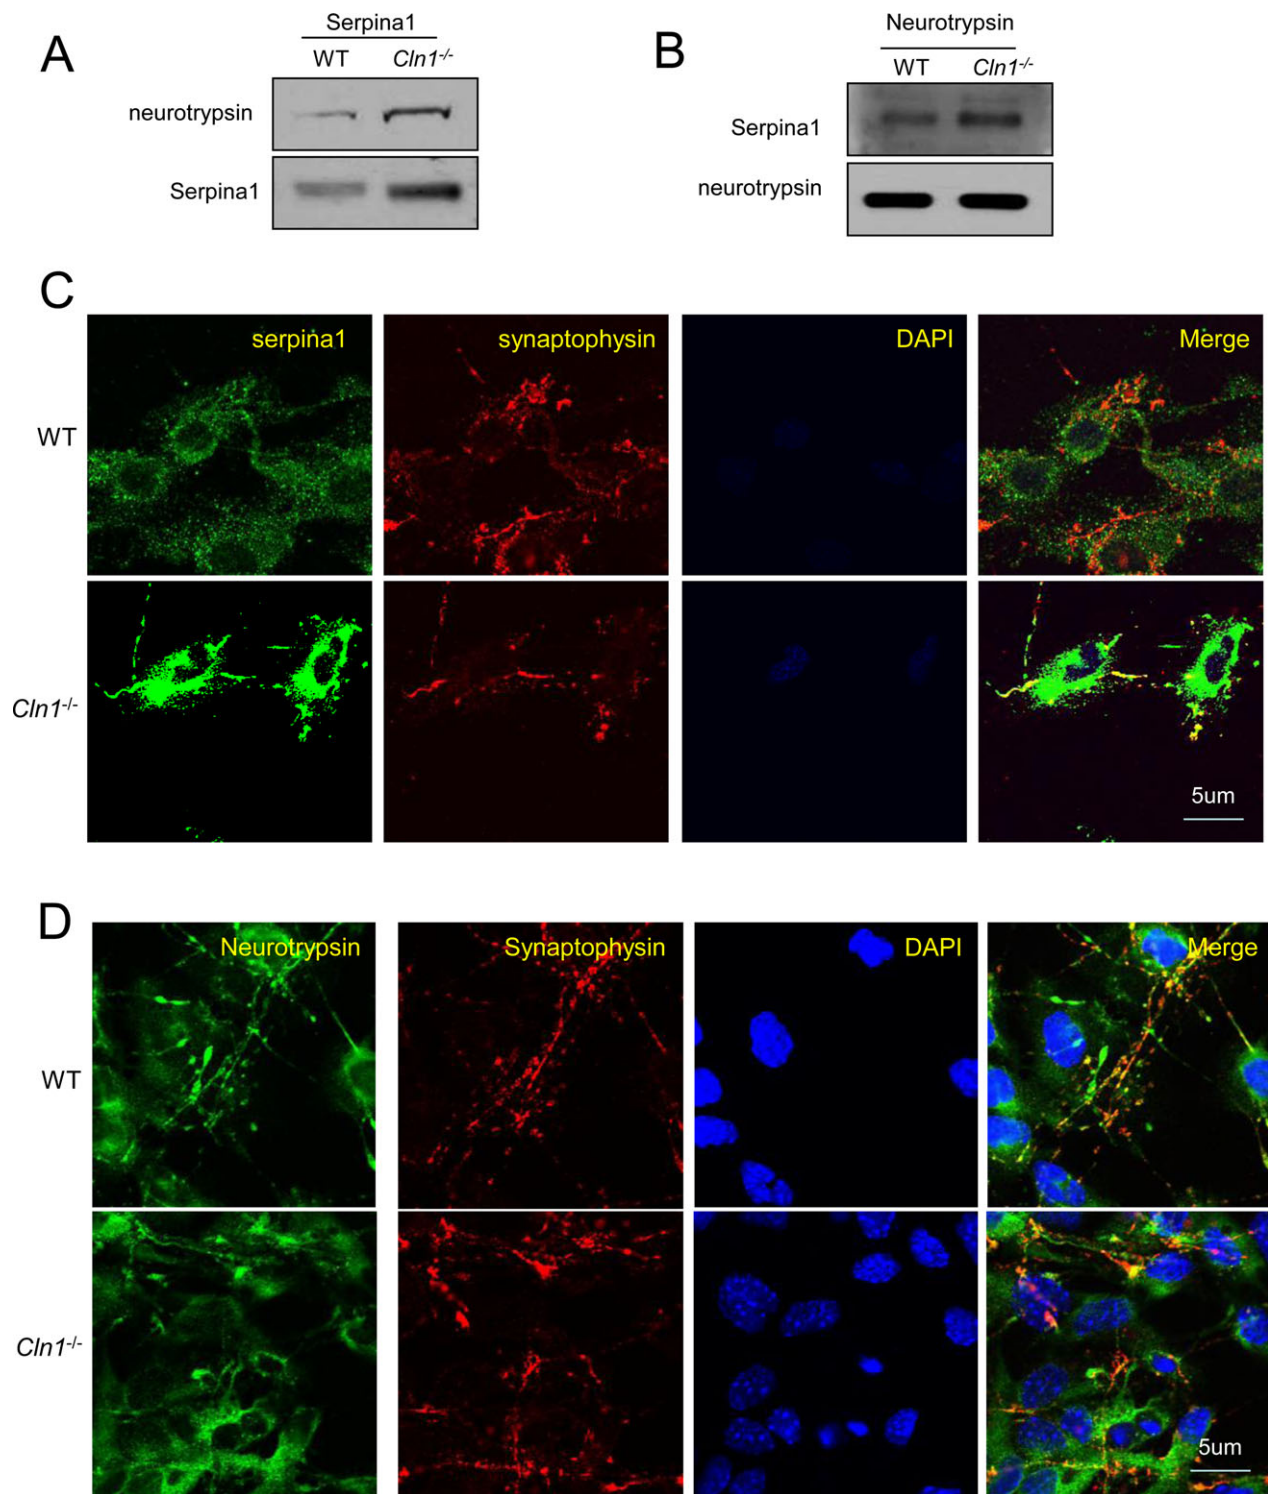 A
Serpina1
WT Cln1-/-
neurotrypsin
Serpina1
B
Neurotrypsin
WT Cln1-/-
Serpina1
neurotrypsin
C
serpina1 synaptophysin DAPI Merge
WT
Cln1-/-
5um
D
Neurotrypsin Synaptophysin DAPI Merge
WT
Cln1-/-
5um